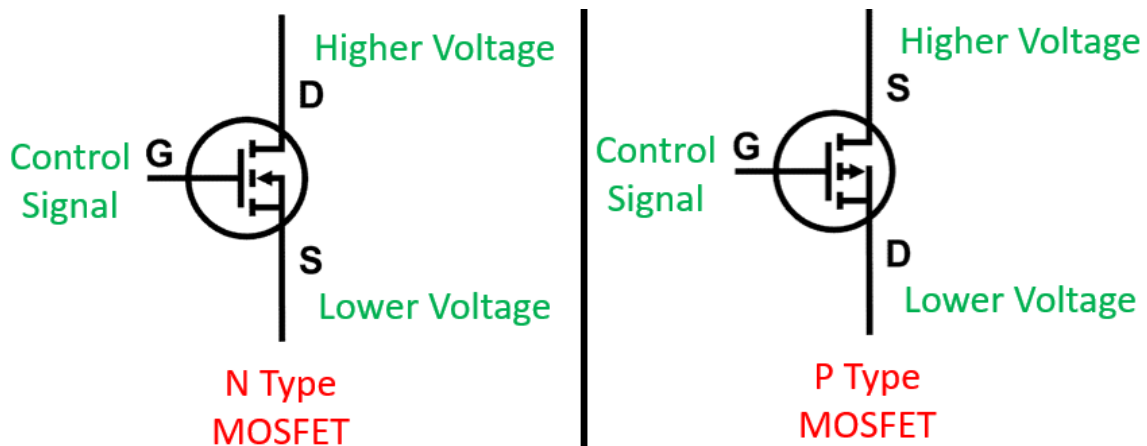 Higher Voltage
D
Control
Signal
G
S
Lower Voltage
N Type
MOSFET
Higher Voltage
S
Control
Signal
G
D
Lower Voltage
P Type
MOSFET